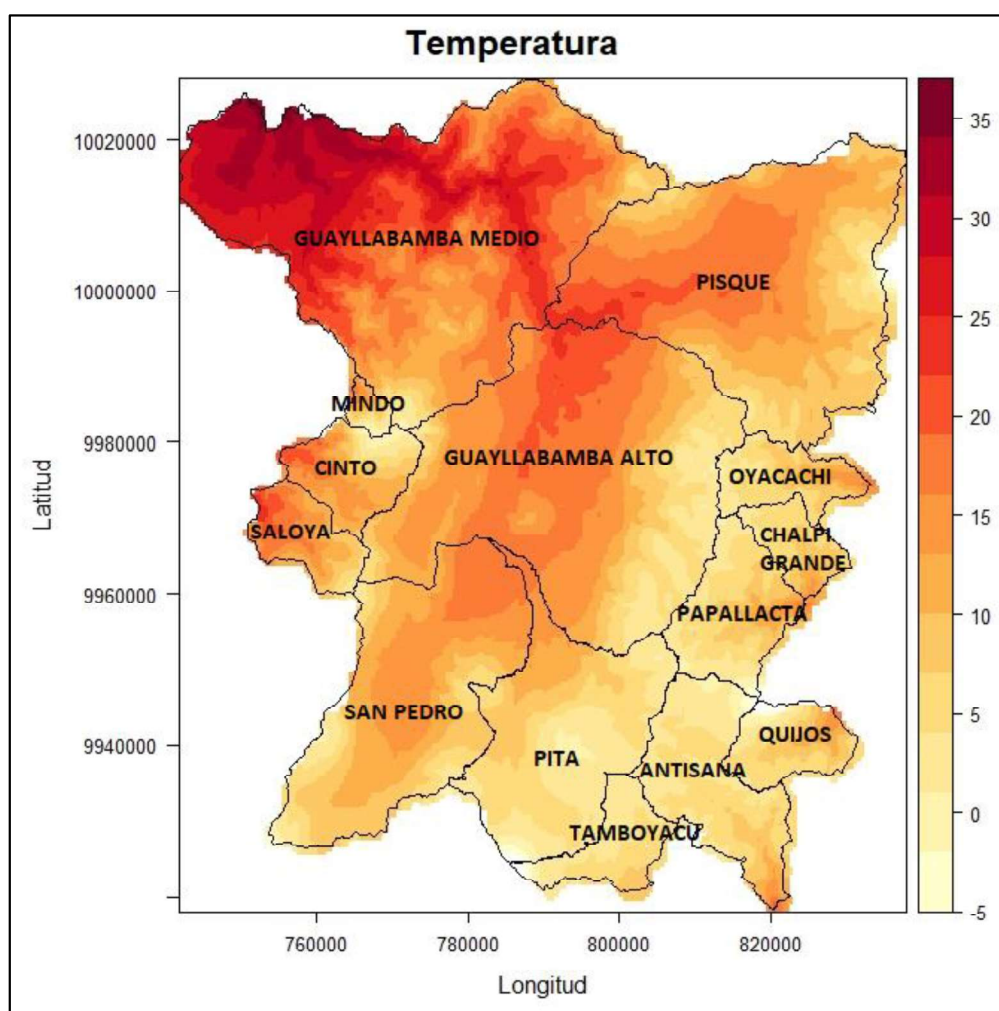 Temperatura
10020000
10000000
9980000
9960000
9940000
Latitud
GUAYLLABAMBA MEDIO
PISQUE
MINDO
CINTO
GUAYLLABAMBA ALTO
OYACACHI
SALOYA
CHALPI
GRANDE
PAPALLACTA
SAN PEDRO
QUIJOS
PITA
ANTISANA
TAMBOYACU
35
30
25
20
15
10
5
0
-5
760000
780000
800000
820000
Longitud